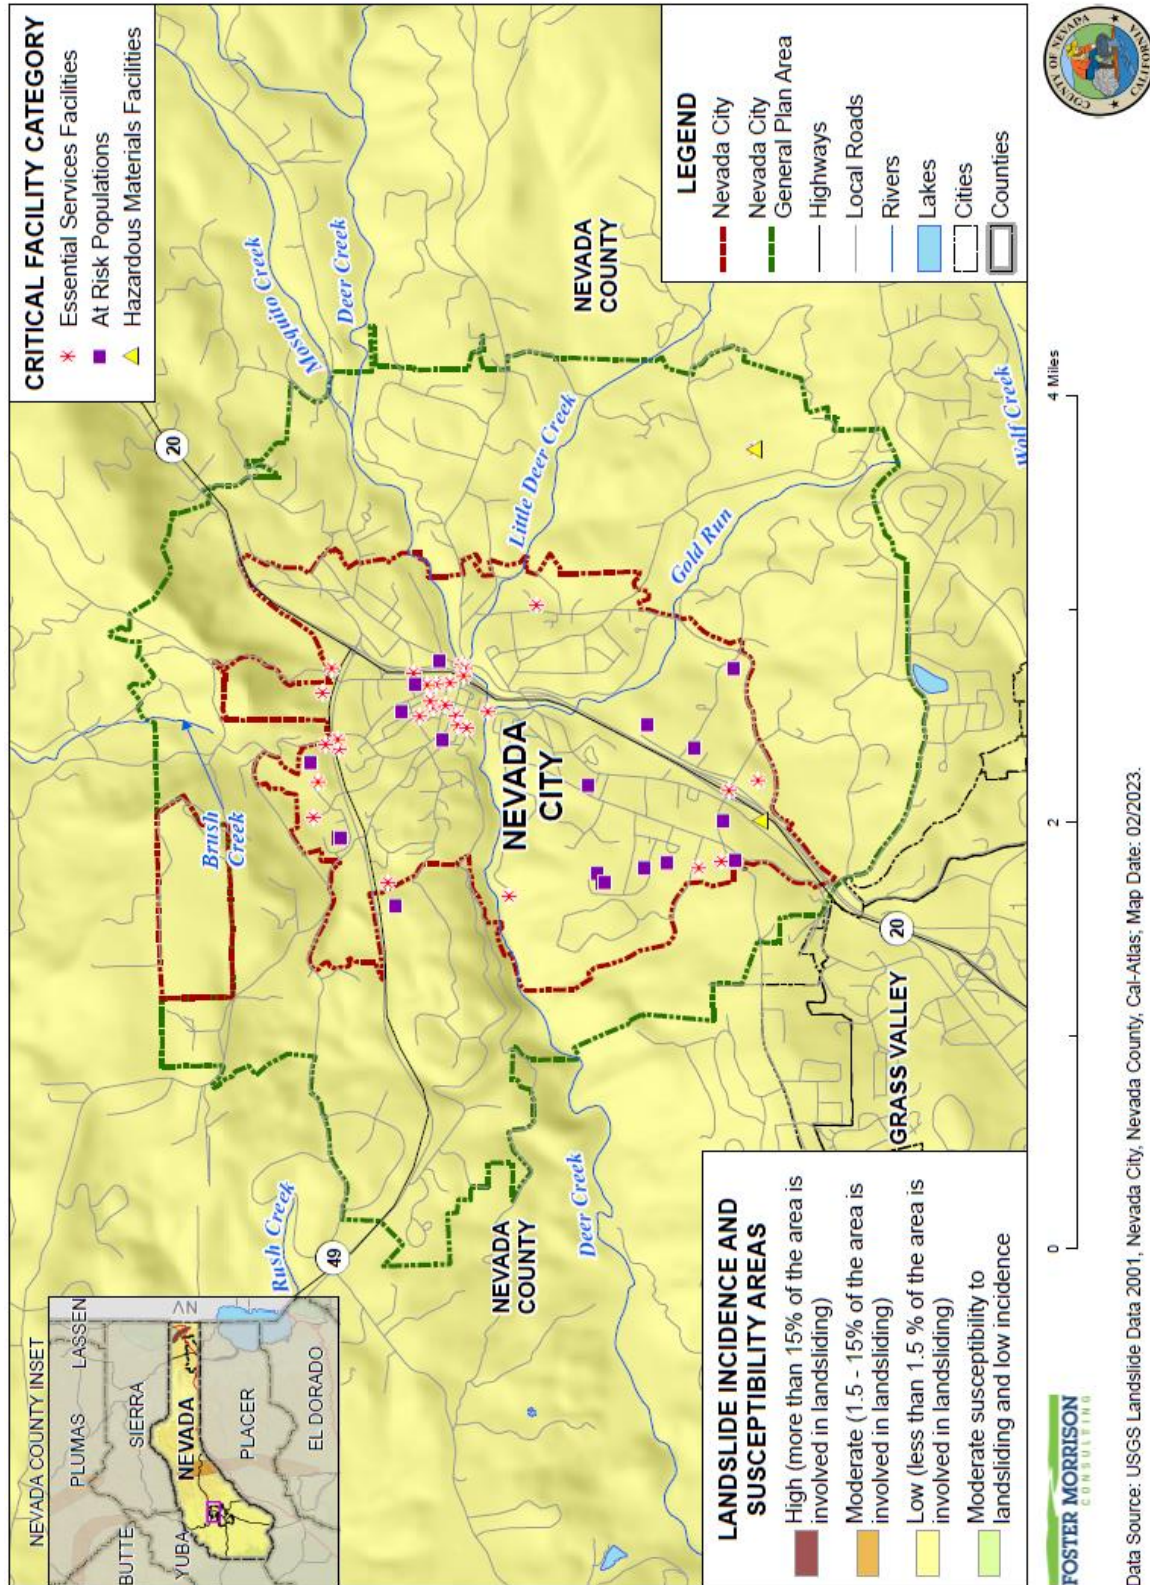 NEVADA COUNTY INSET
PLUMAS
LASSEN
BUTTE
SIERRA
YUBA
NEVADA
PLACER
EL DORADO
NV
CRITICAL FACILITY CATEGORY
Essential Services Facilities
At Risk Populations
Hazardous Materials Facilities
20
49
Rush Creek
Brush
Creek
Mosquino Creek
Deer Creek
NEVADA
COUNTY
Deer Creek
NEVADA
CITY
Little Deer Creek
NEVADA
COUNTY
Gold Run
GRASS VALLEY
20
Wolf Creek
LANDSLIDE INCIDENCE AND
SUSCEPTIBILITY AREAS
High (more than 15% of the area is
involved in landsliding)
Moderate (1.5 - 15% of the area is
involved in landsliding)
Low (less than 1.5 % of the area is
involved in landsliding)
Moderate susceptibility to
landsliding and low incidence
LEGEND
Nevada City
Nevada City
General Plan Area
Highways
Local Roads
Rivers
Lakes
Cities
Counties
FOSTER MORRISON
CONSULTING
0
2
4 Miles
COUNTY OF NEVADA
CALIFORNIA
Data Source: USGS Landslide Data 2001, Nevada City, Nevada County, Cal-Atlas; Map Date: 02/2023.